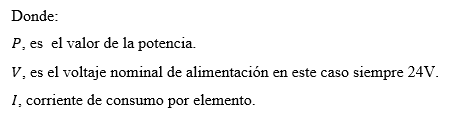 Donde:
P, es  el valor de la potencia.
V, es el voltaje nominal de alimentación en este caso siempre 24V.
I, corriente de consumo por elemento.